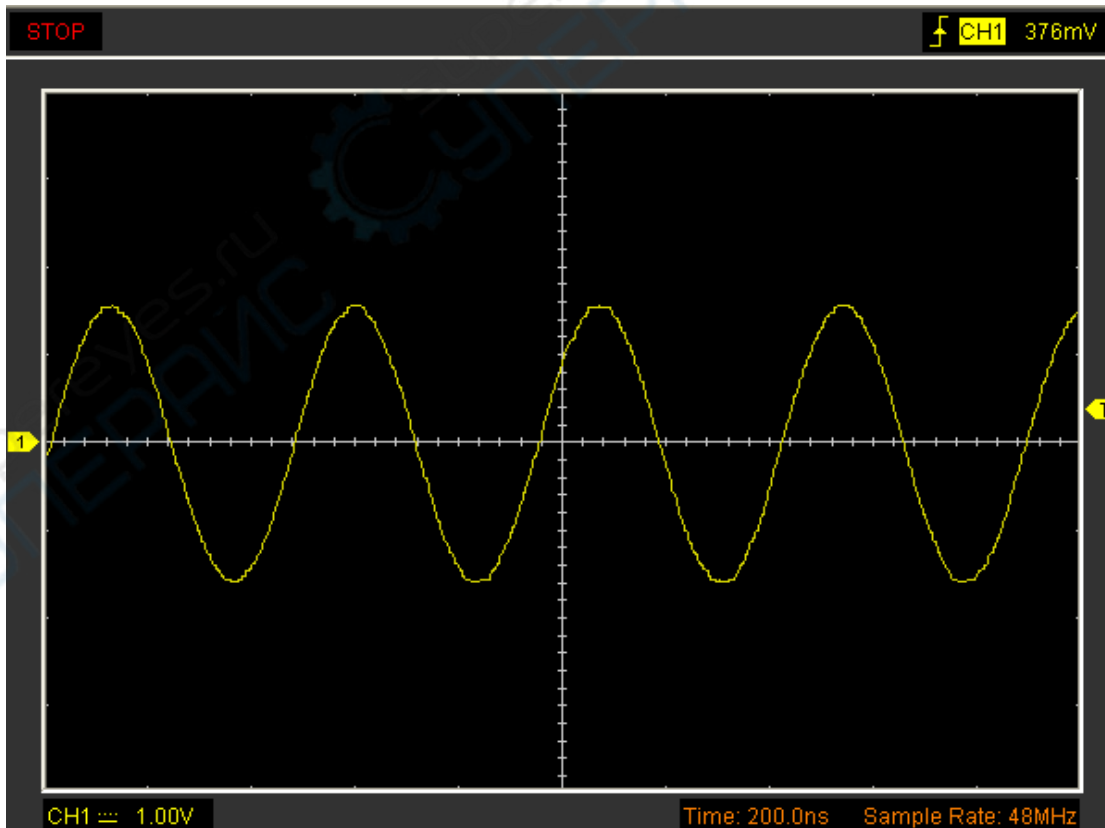 STOP
CH1 376mV
1
T
CH1 1.00V
Time: 200.0ns Sample Rate: 48MHz